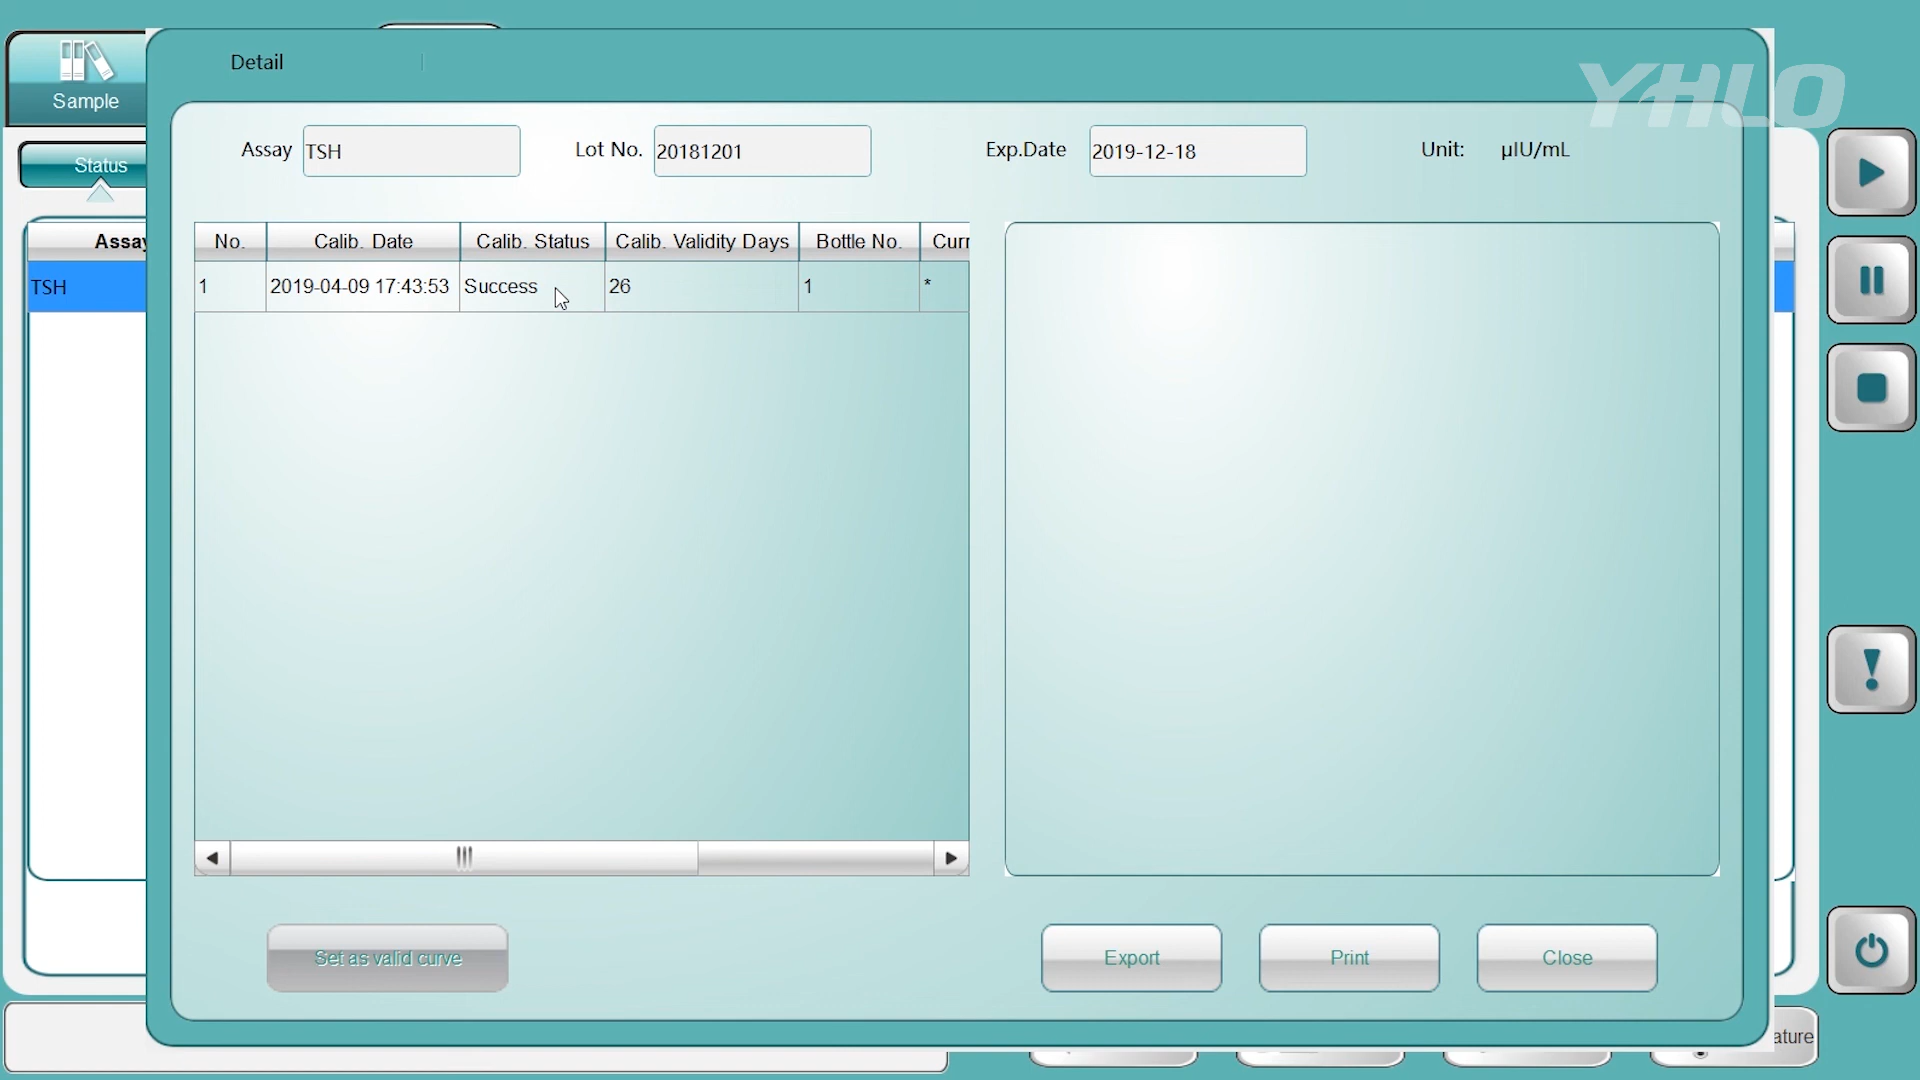 Detail
YHLO
Sample
Assay TSH Lot No. 20181201 Exp.Date 2019-12-18 Unit: µIU/mL
Status
Assay
TSH
No. Calib. Date Calib. Status Calib. Validity Days Bottle No. Curr
1 2019-04-09 17:43:53 Success 26 1 *
Set as valid curve Export Print Close
ature